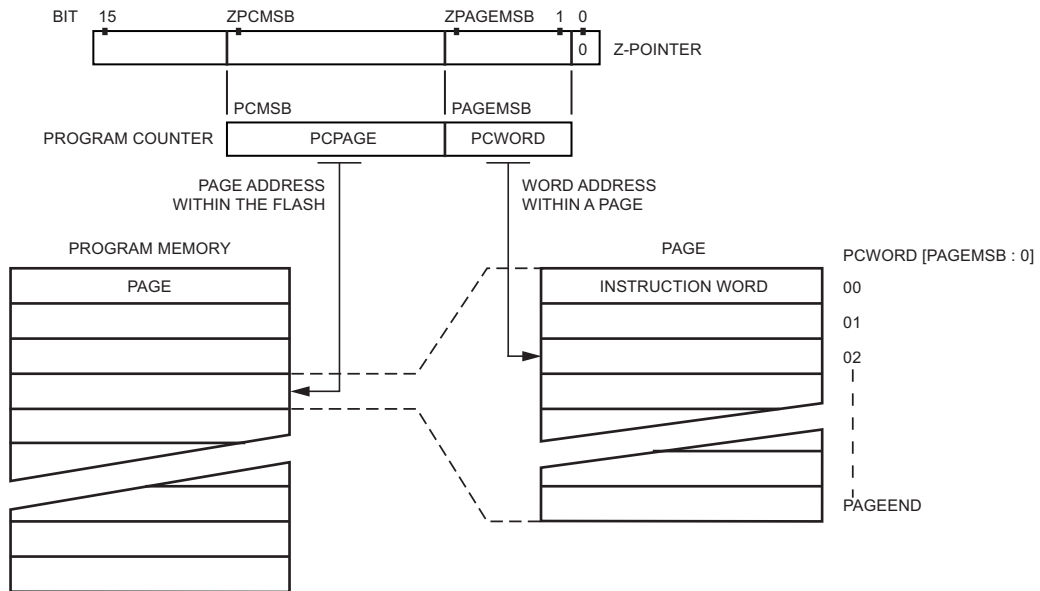 BIT 15 ZPCMSB ZPAGEMSB 1 0
0 Z-POINTER
PCMSB PAGEMSB
PROGRAM COUNTER PCPAGE PCWORD
PAGE ADDRESS
WITHIN THE FLASH
WORD ADDRESS
WITHIN A PAGE
PROGRAM MEMORY
PAGE
PAGE
PCWORD [PAGEMSB : 0]
INSTRUCTION WORD
00
01
02
PAGEEND